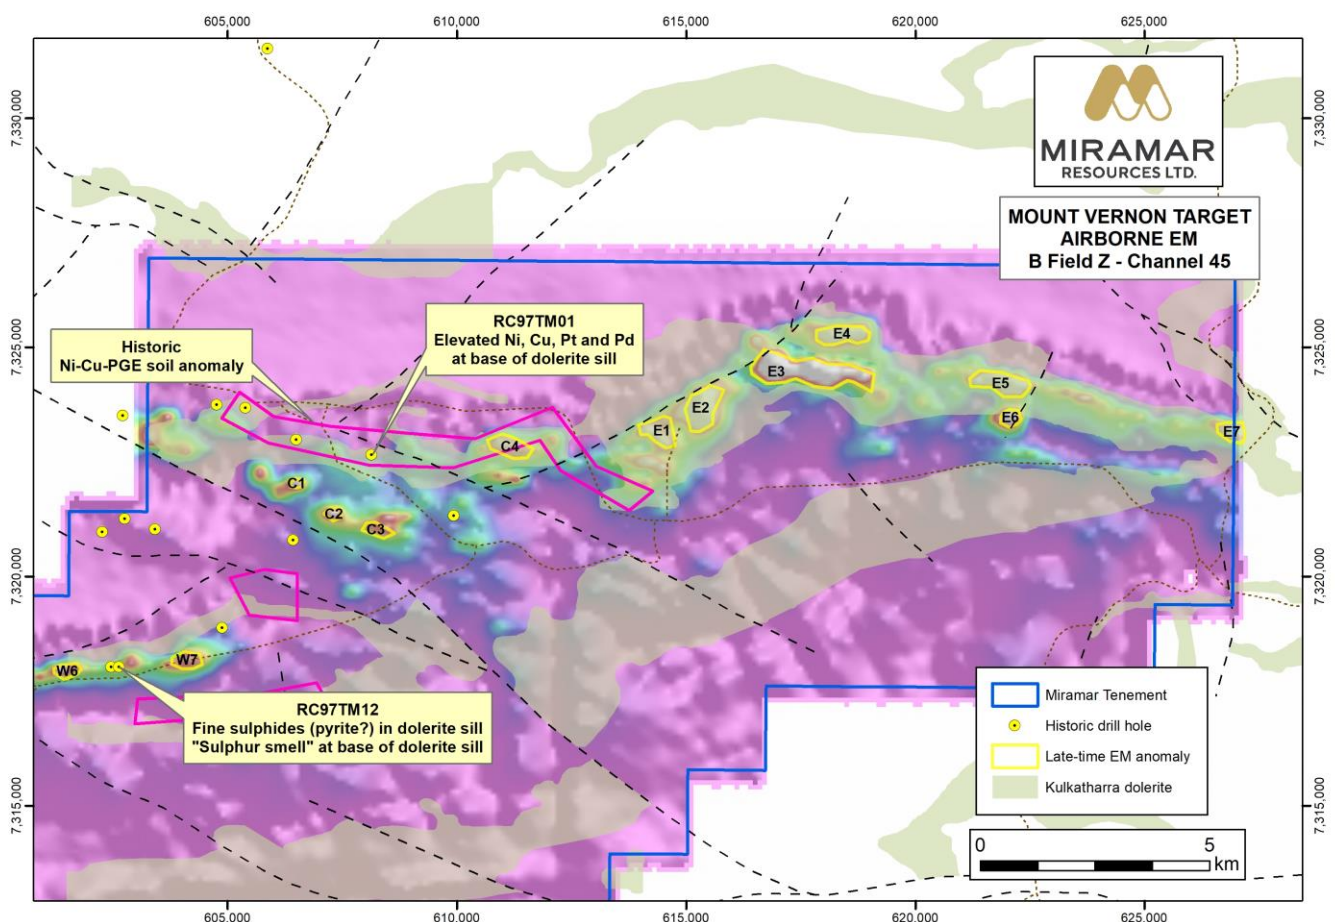 605,000
610,000
615,000
620,000
625,000
7,330,000
7,330,000
MIRAMAR
RESOURCES LTD.
MOUNT VERNON TARGET
AIRBORNE EM
B Field Z - Channel 45
RC97TM01
Elevated Ni, Cu, Pt and Pd
at base of dolerite sill
Historic
Ni-Cu-PGE soil anomaly
7,325,000
7,325,000
E4
E3
E5
E2
E6
E1
E7
C4
C1
C2
C3
7,320,000
7,320,000
W7
W6
RC97TM12
Fine sulphides (pyrite?) in dolerite sill
"Sulphur smell" at base of dolerite sill
Miramar Tenement
Historic drill hole
Late-time EM anomaly
Kulkatharra dolerite
7,315,000
7,315,000
0
5
km
605,000
610,000
615,000
620,000
625,000